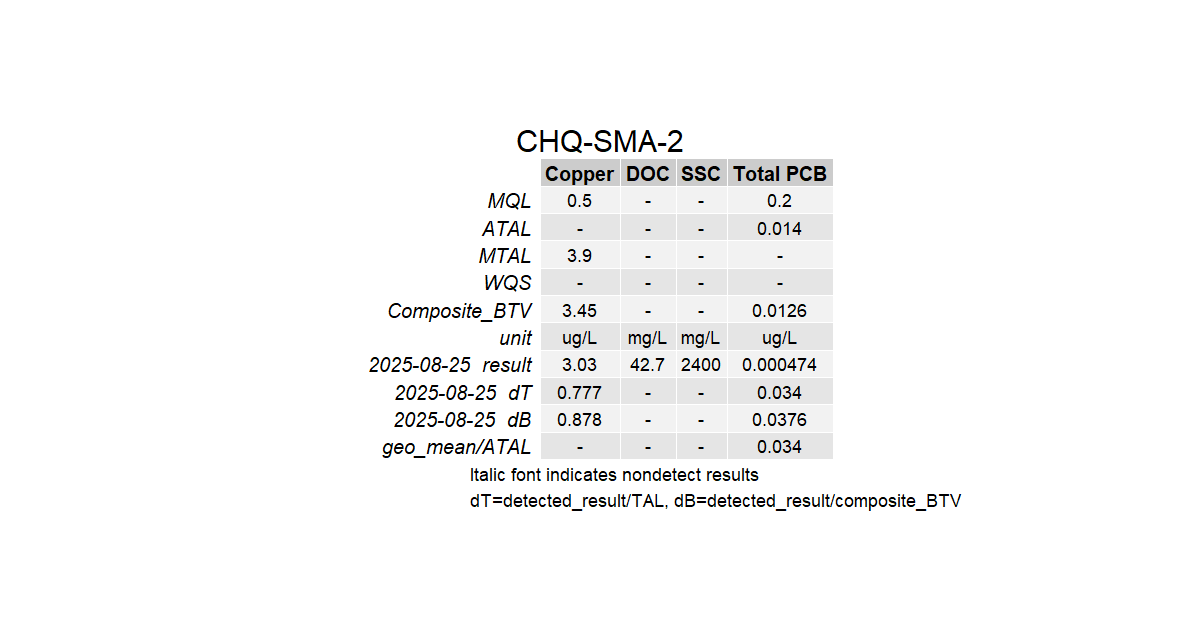 CHQ-SMA-2
Copper DOC SSC Total PCB
MQL 0.5 - - 0.2
ATAL - - - 0.014
MTAL 3.9 - - -
WQS - - - -
Composite_BTV 3.45 - - 0.0126
unit ug/L mg/L mg/L ug/L
2025-08-25 result 3.03 42.7 2400 0.000474
2025-08-25 dT 0.777 - - 0.034
2025-08-25 dB 0.878 - - 0.0376
geo_mean/ATAL - - - 0.034
Italic font indicates nondetect results
dT=detected_result/TAL, dB=detected_result/composite_BTV